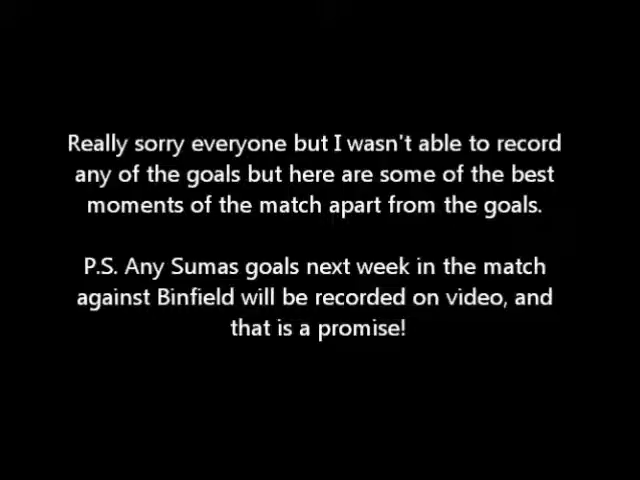 Really sorry everyone but I wasn't able to record
any of the goals but here are some of the best
moments of the match apart from the goals.
P.S. Any Sumas goals next week in the match
against Binfield will be recorded on video, and
that is a promise!